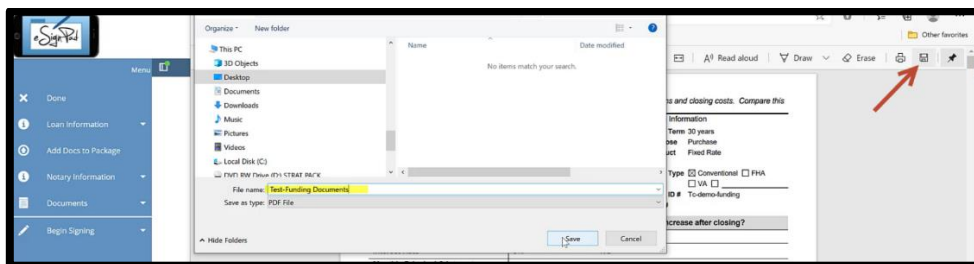 eSignPad
Menu
Done
Loan Information
Add Docs to Package
Notary Information
Documents
Begin Signing
Organize
New folder
This PC
3D Objects
Desktop
Documents
Downloads
Music
Pictures
Videos
Local Disk (C:)
DVD RW Drive (D:) STRAT PACK
Name
Date modified
No items match your search.
File name: Test-Funding Documents
Save as type: PDF File
Hide Folders
Save
Cancel
Other favorites
Read aloud
Draw
Erase
and closing costs. Compare this
Information
Term 30 years
Purchase
Fixed Rate
Type ☒ Conventional ☐ FHA
☐ VA ☐
ID # Tc-demo-funding
increase after closing?